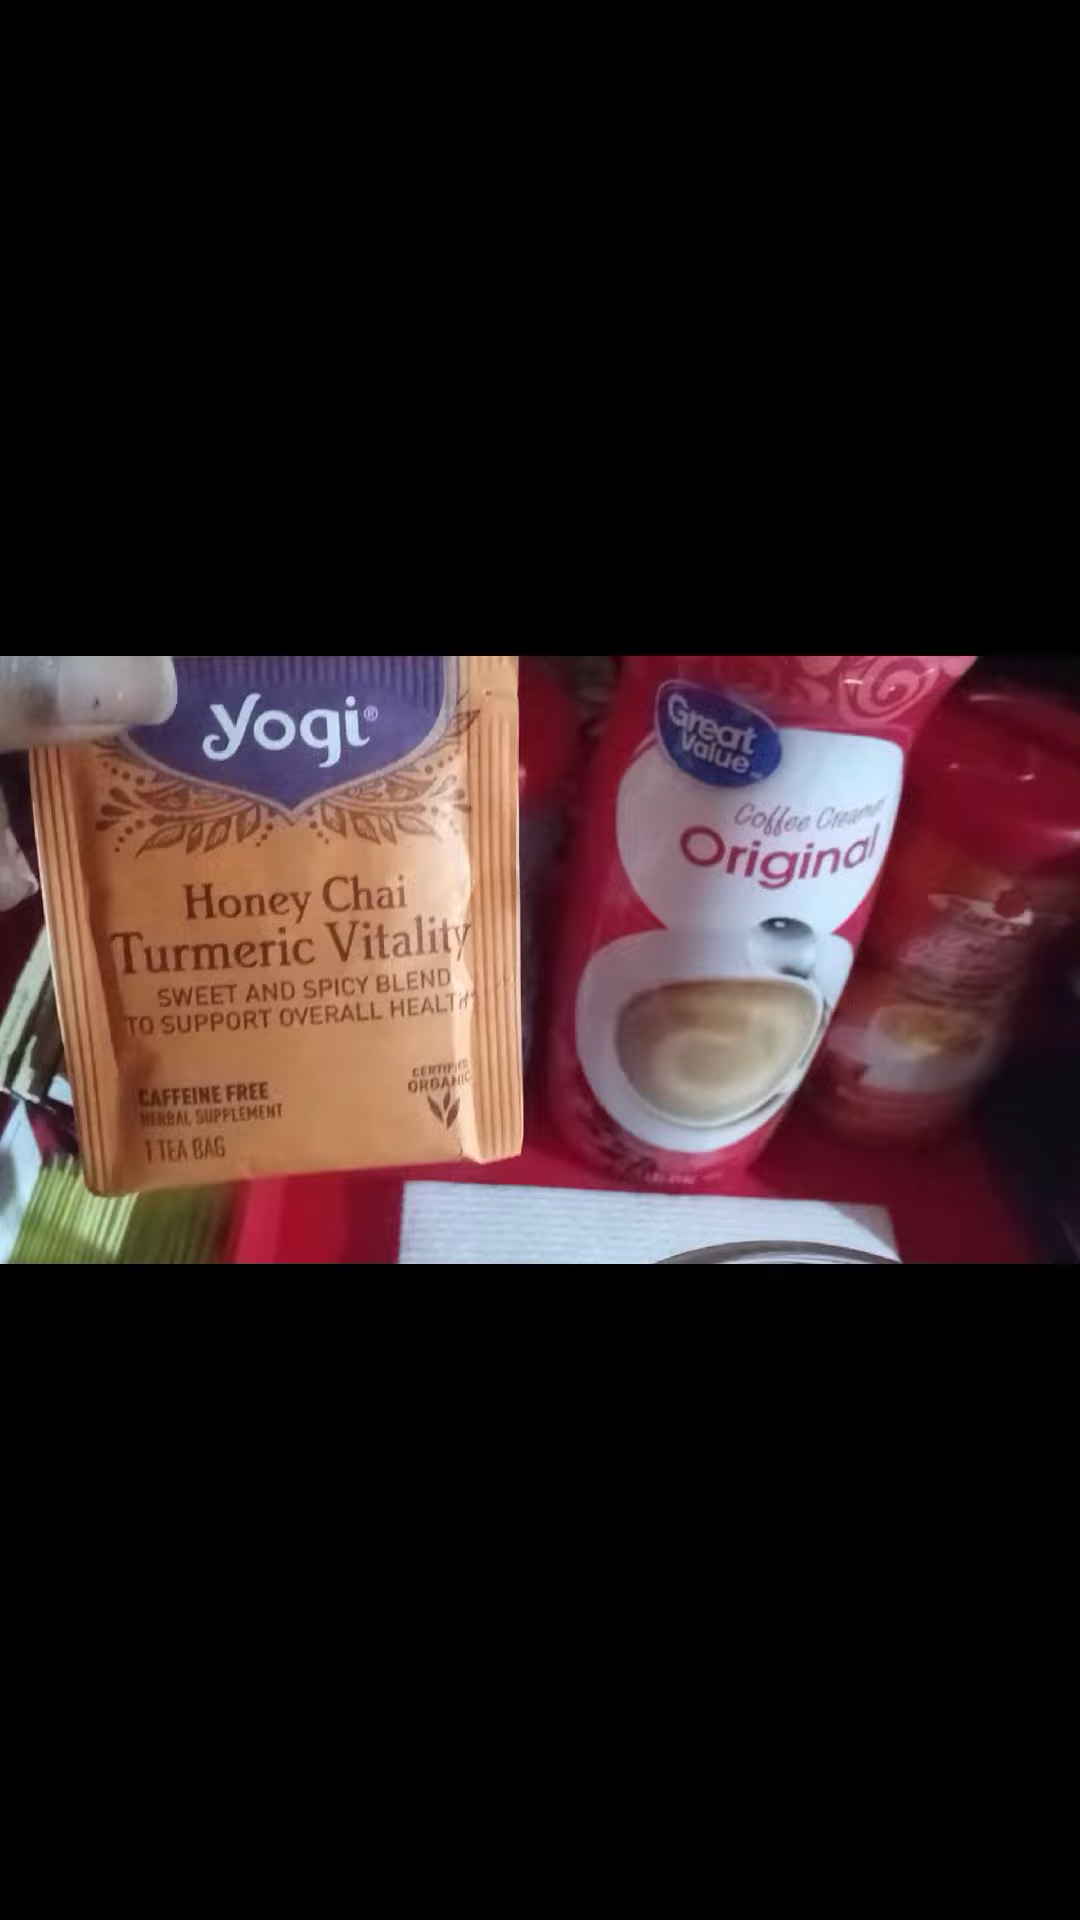 yogi®
Honey Chai
Turmeric Vitality
SWEET AND SPICY BLEND
TO SUPPORT OVERALL HEALTH*
CAFFEINE FREE
HERBAL SUPPLEMENT
1 TEA BAG
CERTIFIED
ORGANIC
Great
Value™
Coffee Creamer
Original